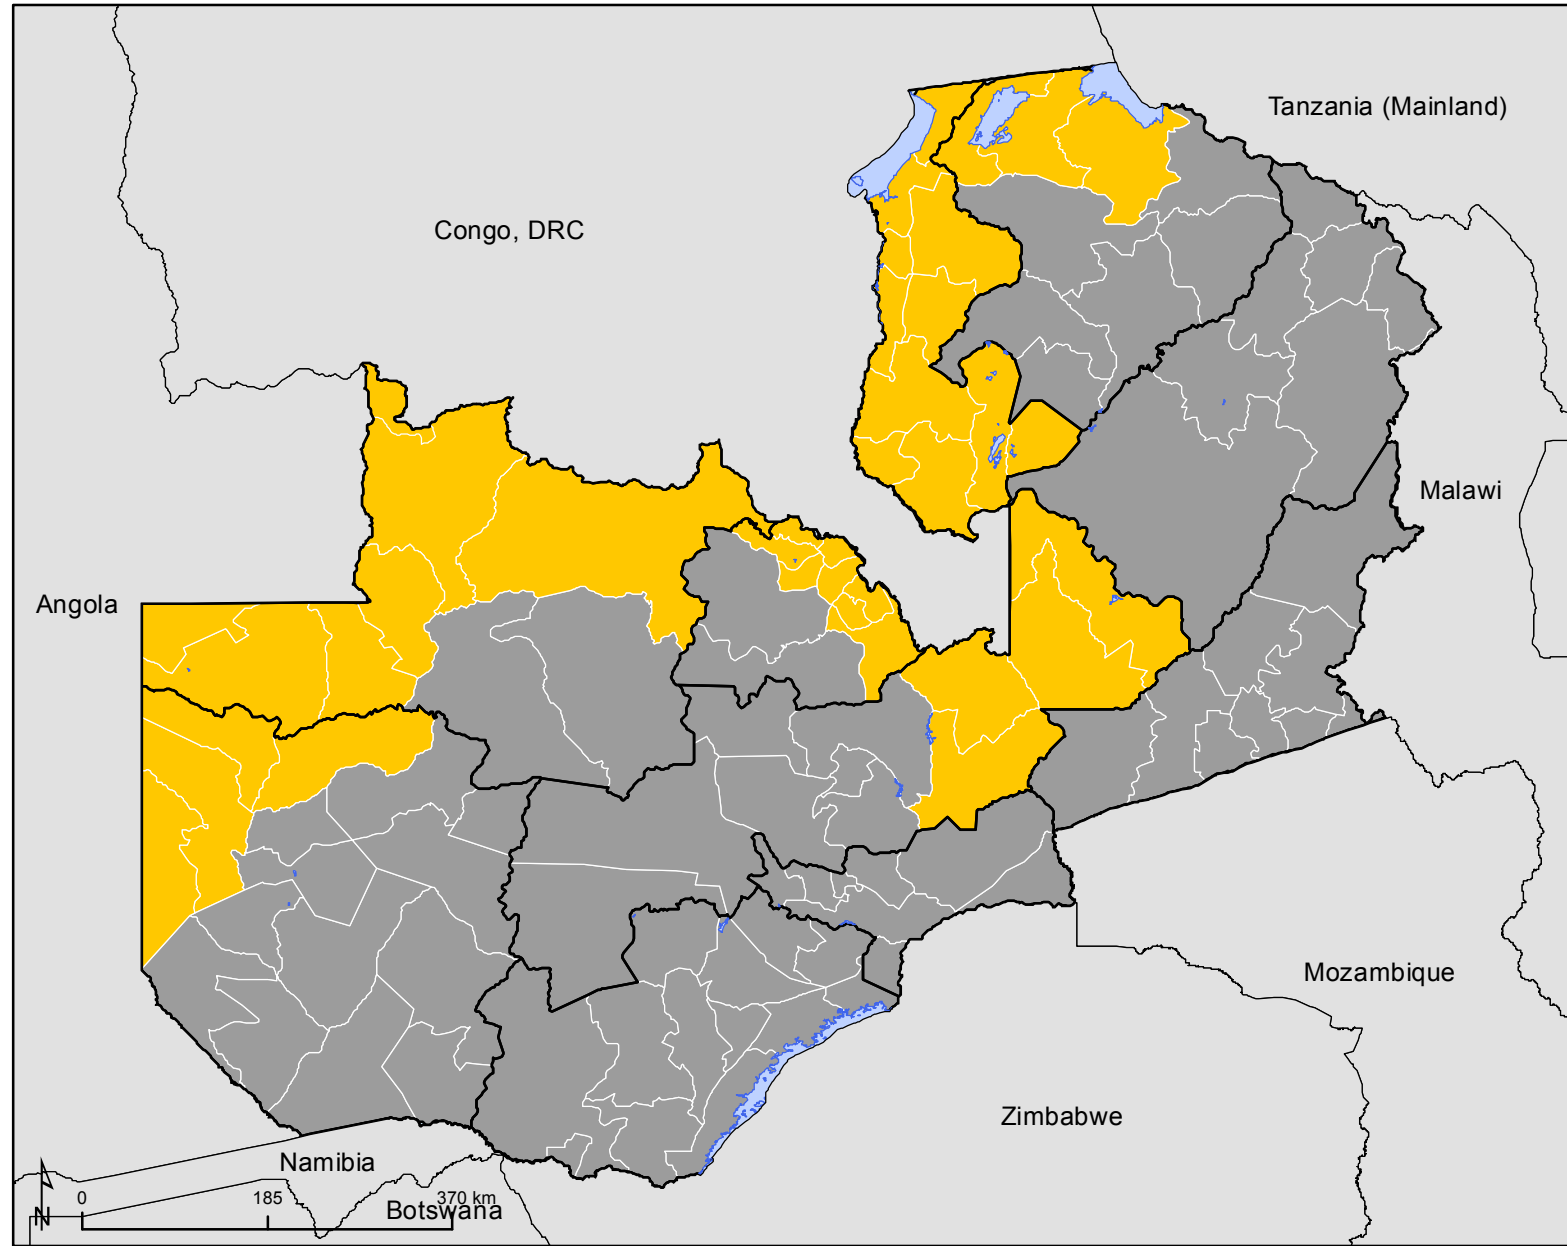 Tanzania (Mainland)
Congo, DRC
Malawi
Angola
Mozambique
Zimbabwe
Namibia
Botswana
N
0 185 370 km